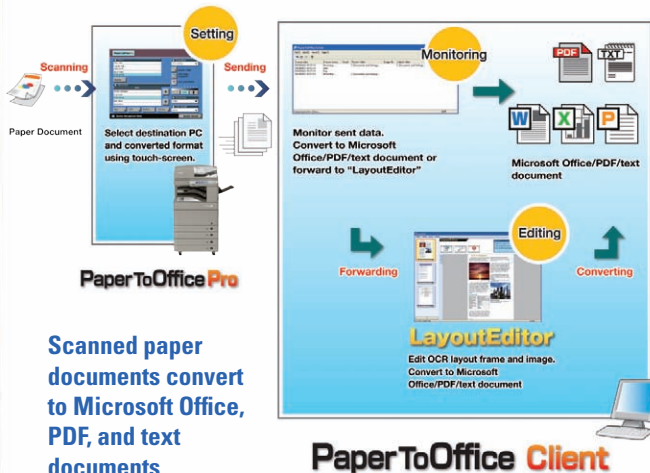 Scanning
Paper Document
Setting
Select destination PC
and converted format
using touch-screen.
PaperToOffice Pro
Sending
Monitoring
Monitor sent data.
Convert to Microsoft
Office/PDF/text document or
forward to "LayoutEditor"
PDF
TXT
W
X
P
Microsoft Office/PDF/text
document
Forwarding
Editing
Converting
LayoutEditor
Edit OCR layout frame and image.
Convert to Microsoft
Office/PDF/text document
PaperToOffice Client
Scanned paper
documents convert
to Microsoft Office,
PDF, and text
documents